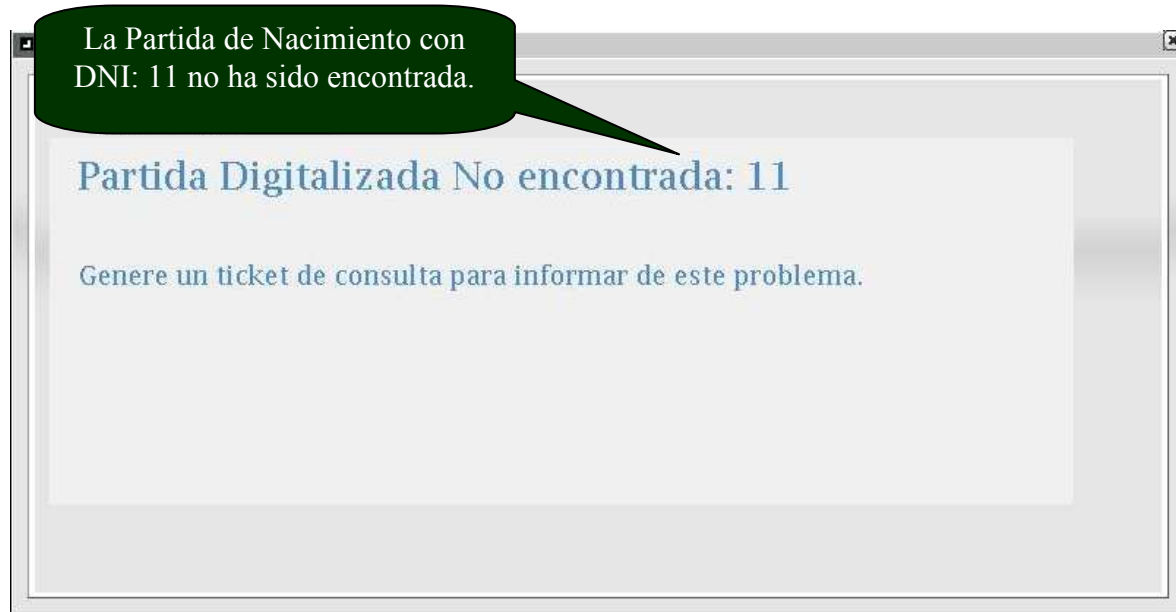 La Partida de Nacimiento con
DNI: 11 no ha sido encontrada.
Partida Digitalizada No encontrada: 11
Genere un ticket de consulta para informar de este problema.